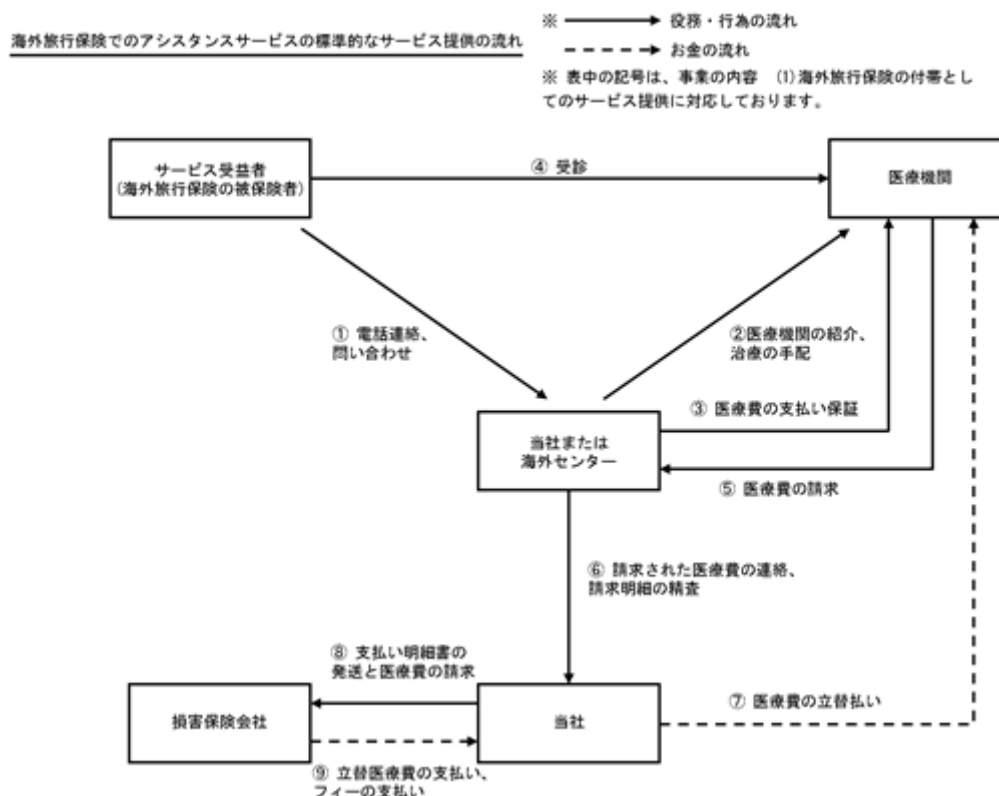 海外旅行保険でのアシスタンスサービスの標準的なサービス提供の流れ
※ 役務・行為の流れ
お金の流れ
※ 表中の記号は、事業の内容 (1)海外旅行保険の付帯とし
てのサービス提供に対応しております。
サービス受益者
(海外旅行保険の被保険者)
④ 受診
医療機関
① 電話連絡、
問い合わせ
②医療機関の紹介、
治療の手配
③ 医療費の支払い保証
当社または
海外センター
⑤ 医療費の請求
⑥ 請求された医療費の連絡、
請求明細の精査
⑧ 支払い明細書の
発送と医療費の請求
損害保険会社
当社
⑦ 医療費の立替払い
⑨ 立替医療費の支払い、
フィーの支払い